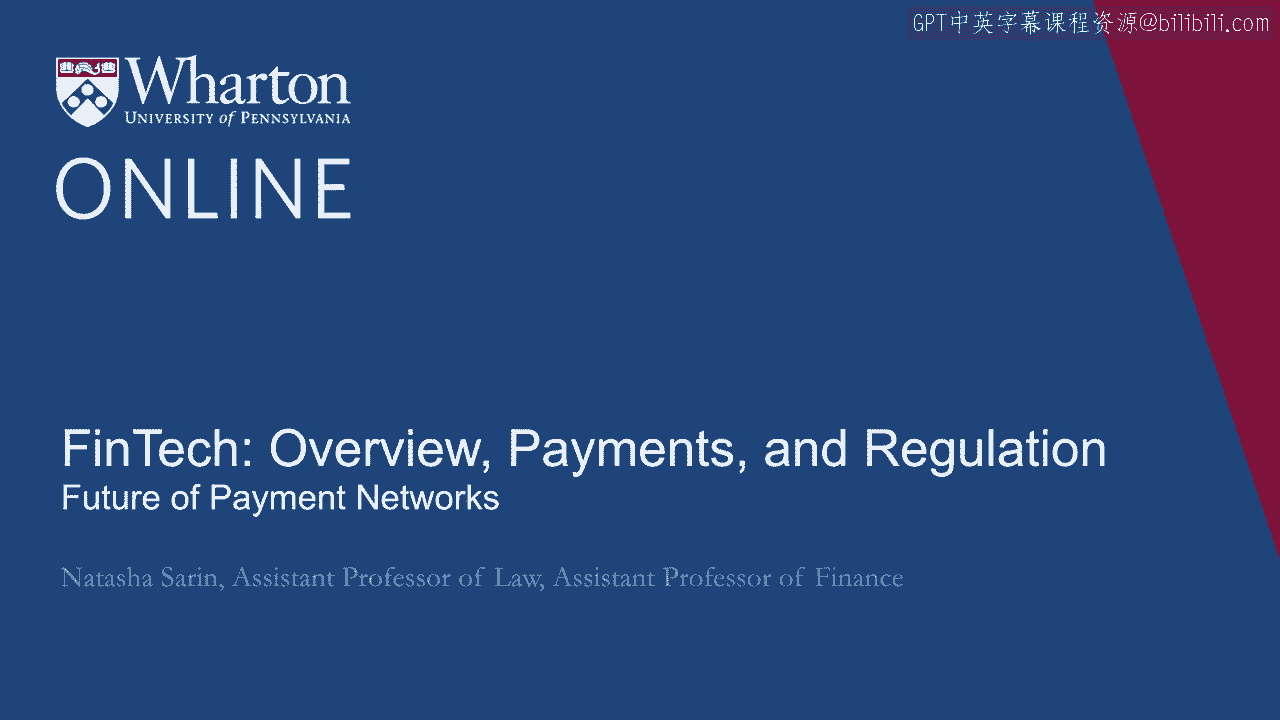 GPT中英字幕课程资源@bilibili.com
Wharton
UNIVERSITY of PENNSYLVANIA
ONLINE
FinTech: Overview, Payments, and Regulation
Future of Payment Networks
Natasha Sarin, Assistant Professor of Law, Assistant Professor of Finance